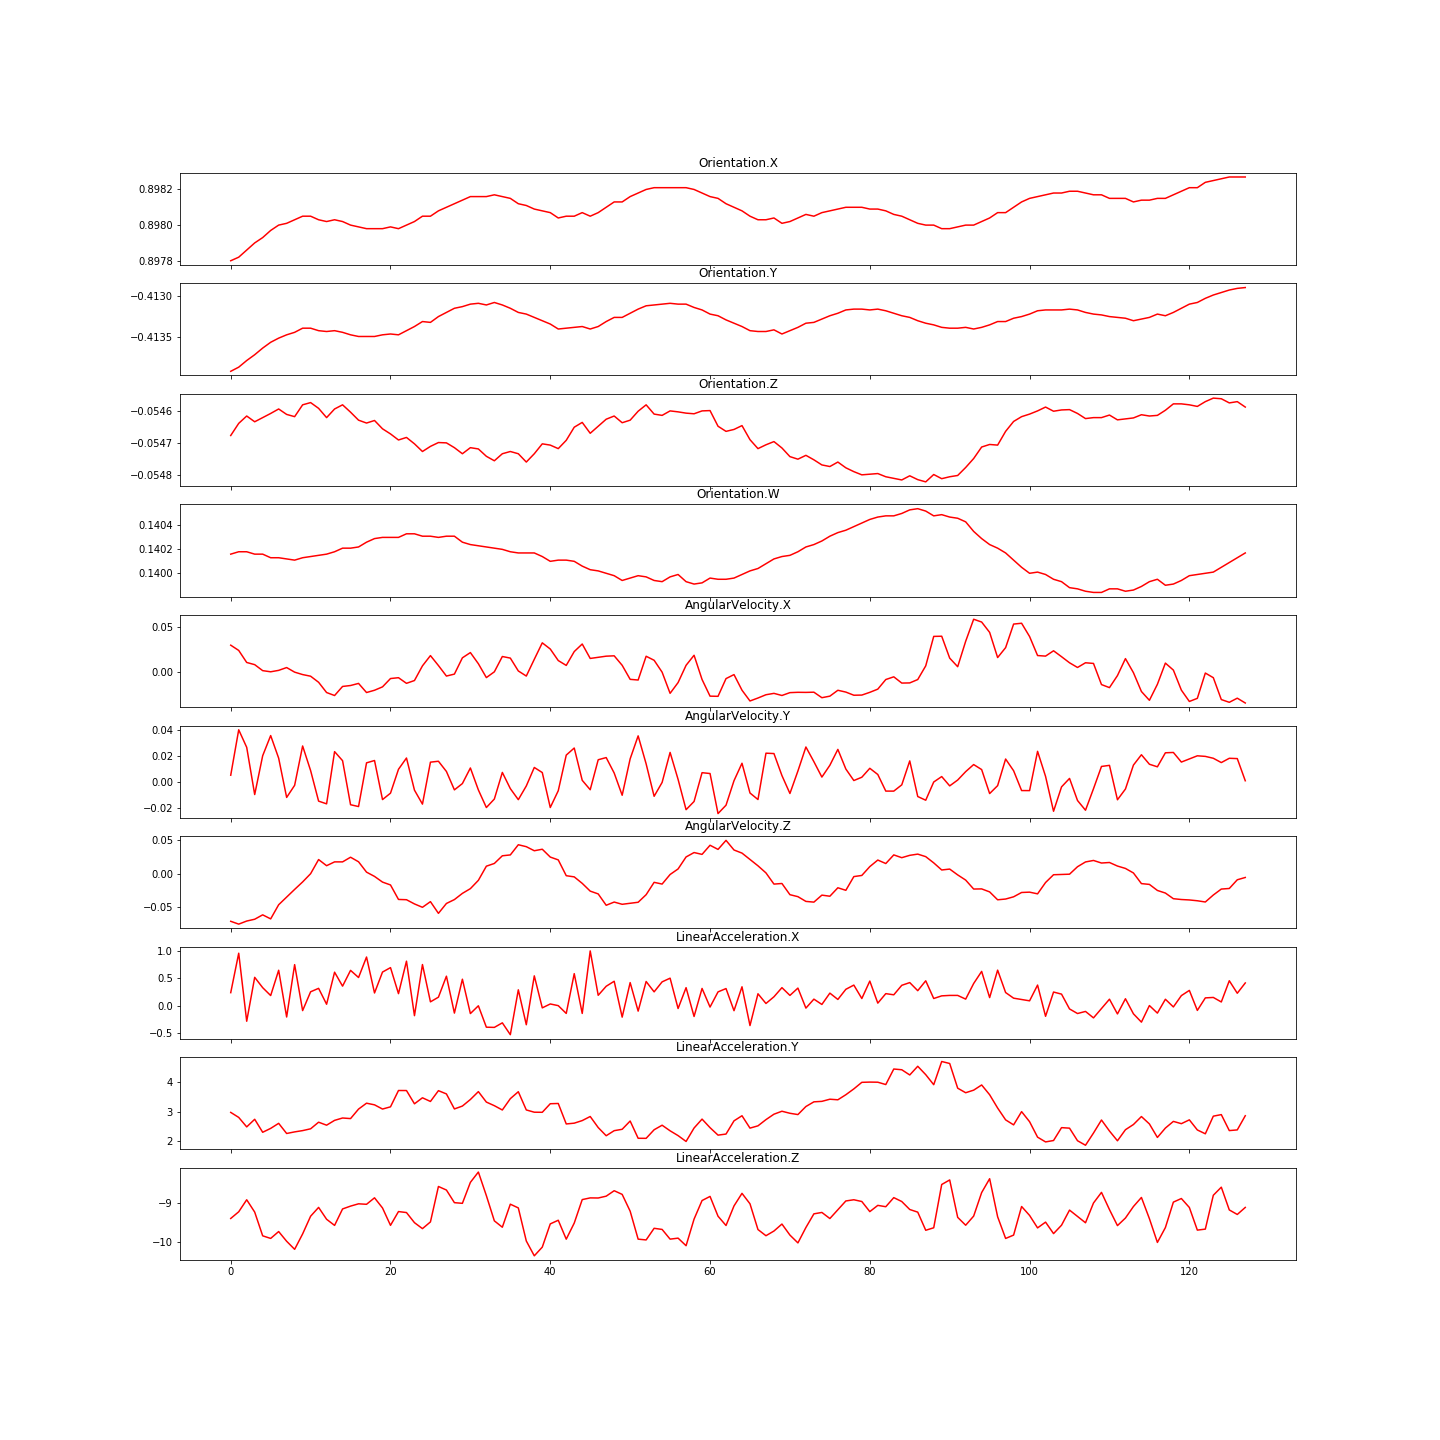 Orientation.X
0.8982
0.8980
0.8978
Orientation.Y
−0.4130
−0.4135
Orientation.Z
−0.0546
−0.0547
−0.0548
Orientation.W
0.1404
0.1402
0.1400
AngularVelocity.X
0.05
0.00
AngularVelocity.Y
0.04
0.02
0.00
−0.02
AngularVelocity.Z
0.05
0.00
−0.05
LinearAcceleration.X
1.0
0.5
0.0
−0.5
LinearAcceleration.Y
4
3
2
LinearAcceleration.Z
−9
−10
0 20 40 60 80 100 120